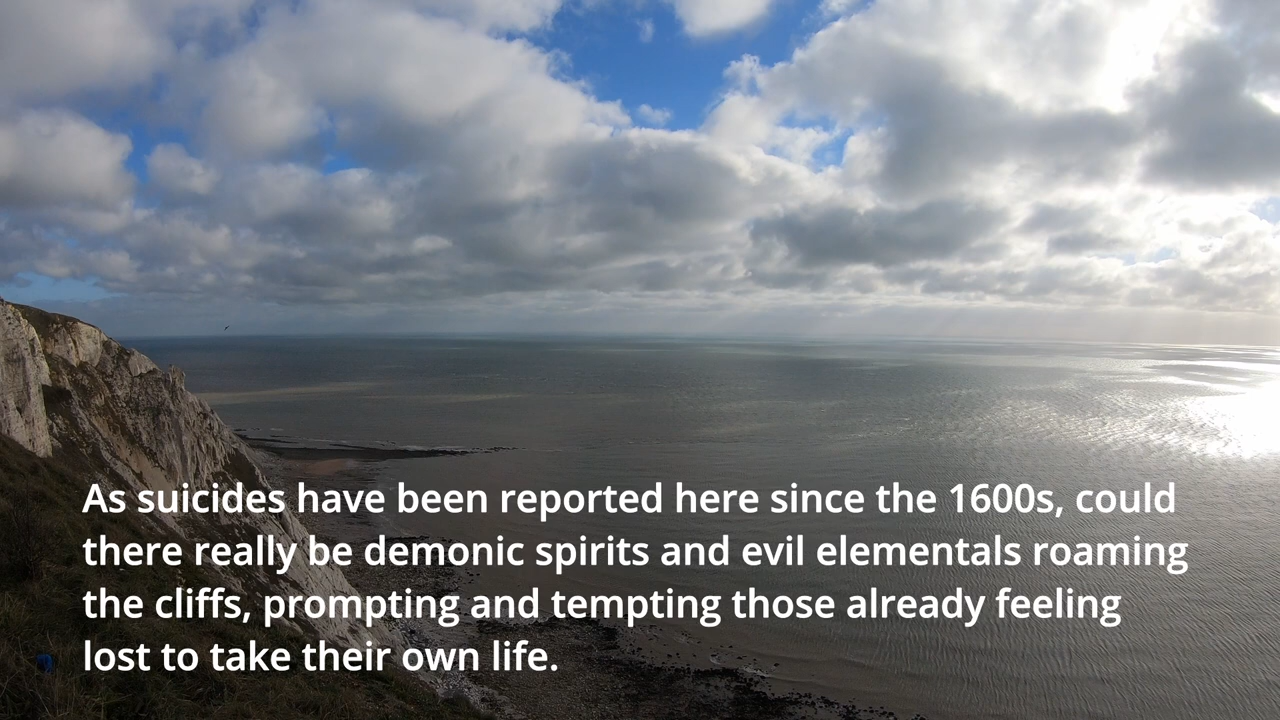 As suicides have been reported here since the 1600s, could
there really be demonic spirits and evil elementals roaming
the cliffs, prompting and tempting those already feeling
lost to take their own life.